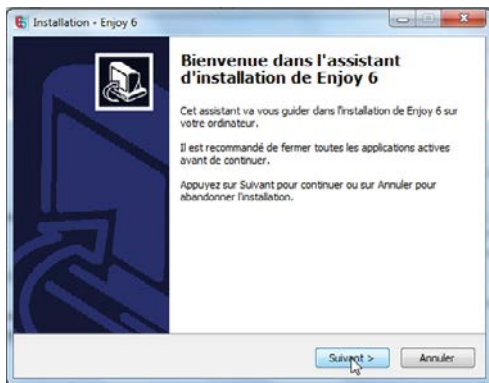 Installation - Enjoy 6
Bienvenue dans l'assistant
d'installation de Enjoy 6
Cet assistant va vous guider dans l'installation de Enjoy 6 sur
votre ordinateur.
Il est recommandé de fermer toutes les applications actives
avant de continuer.
Appuyez sur Suivant pour continuer ou sur Annuler pour
abandonner l'installation.
Suivant >
Annuler